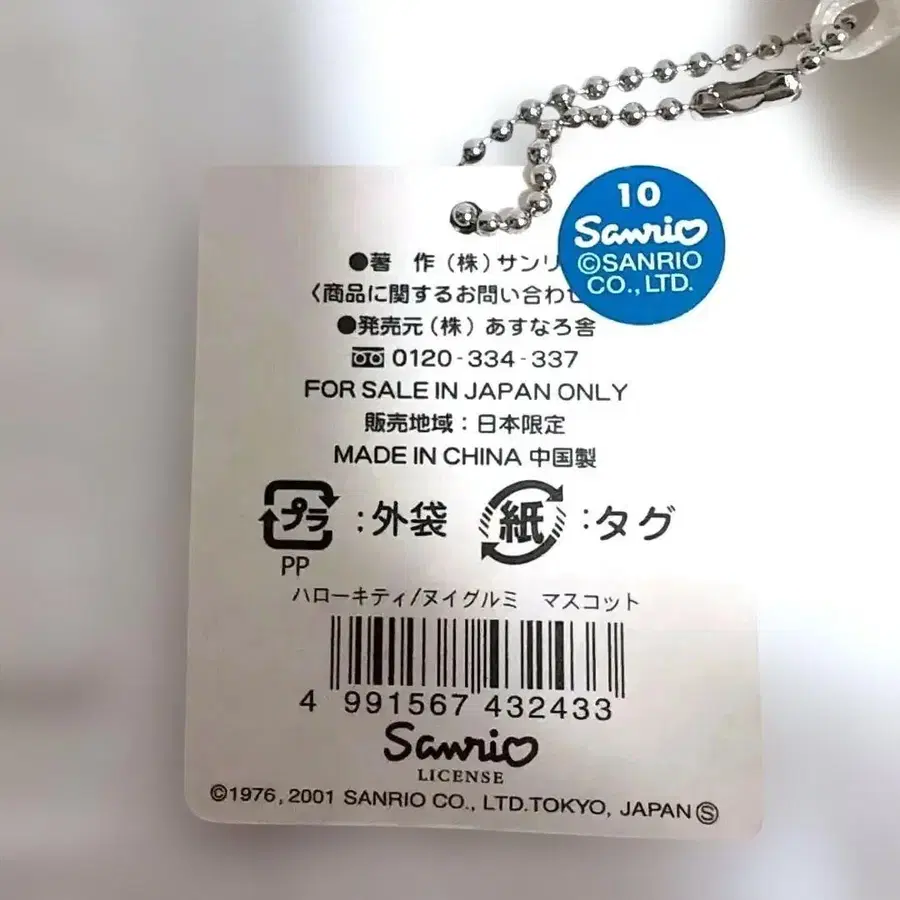 10
Sanrio
©SANRIO
CO., LTD.
●著 作(株)サンリ
〈商品に関するお問い合わせ
●発売元(株)あすなろ舎
0120-334-337
FOR SALE IN JAPAN ONLY
販売地域:日本限定
MADE IN CHINA 中国製
プラ :外袋 紙 :タグ
PP
ハローキティ/ヌイグルミ マスコット
4 991567 432433
Sanrio
LICENSE
©1976, 2001 SANRIO CO., LTD.TOKYO, JAPAN Ⓢ